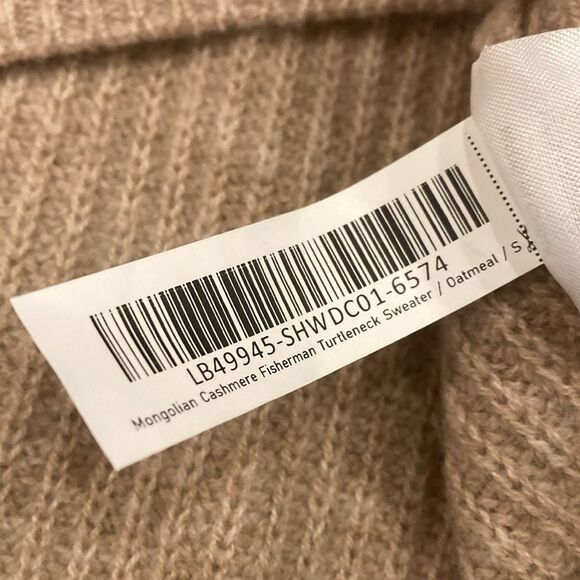 LB49945-SHWDC01-6574
Mongolian Cashmere Fisherman Turtleneck Sweater / Oatmeal / S